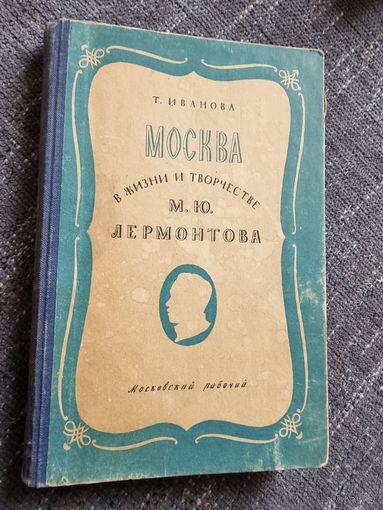 Т. ИВАНОВА
МОСКВА
В ЖИЗНИ И ТВОРЧЕСТВЕ
М. Ю.
ЛЕРМОНТОВА
Московский рабочий